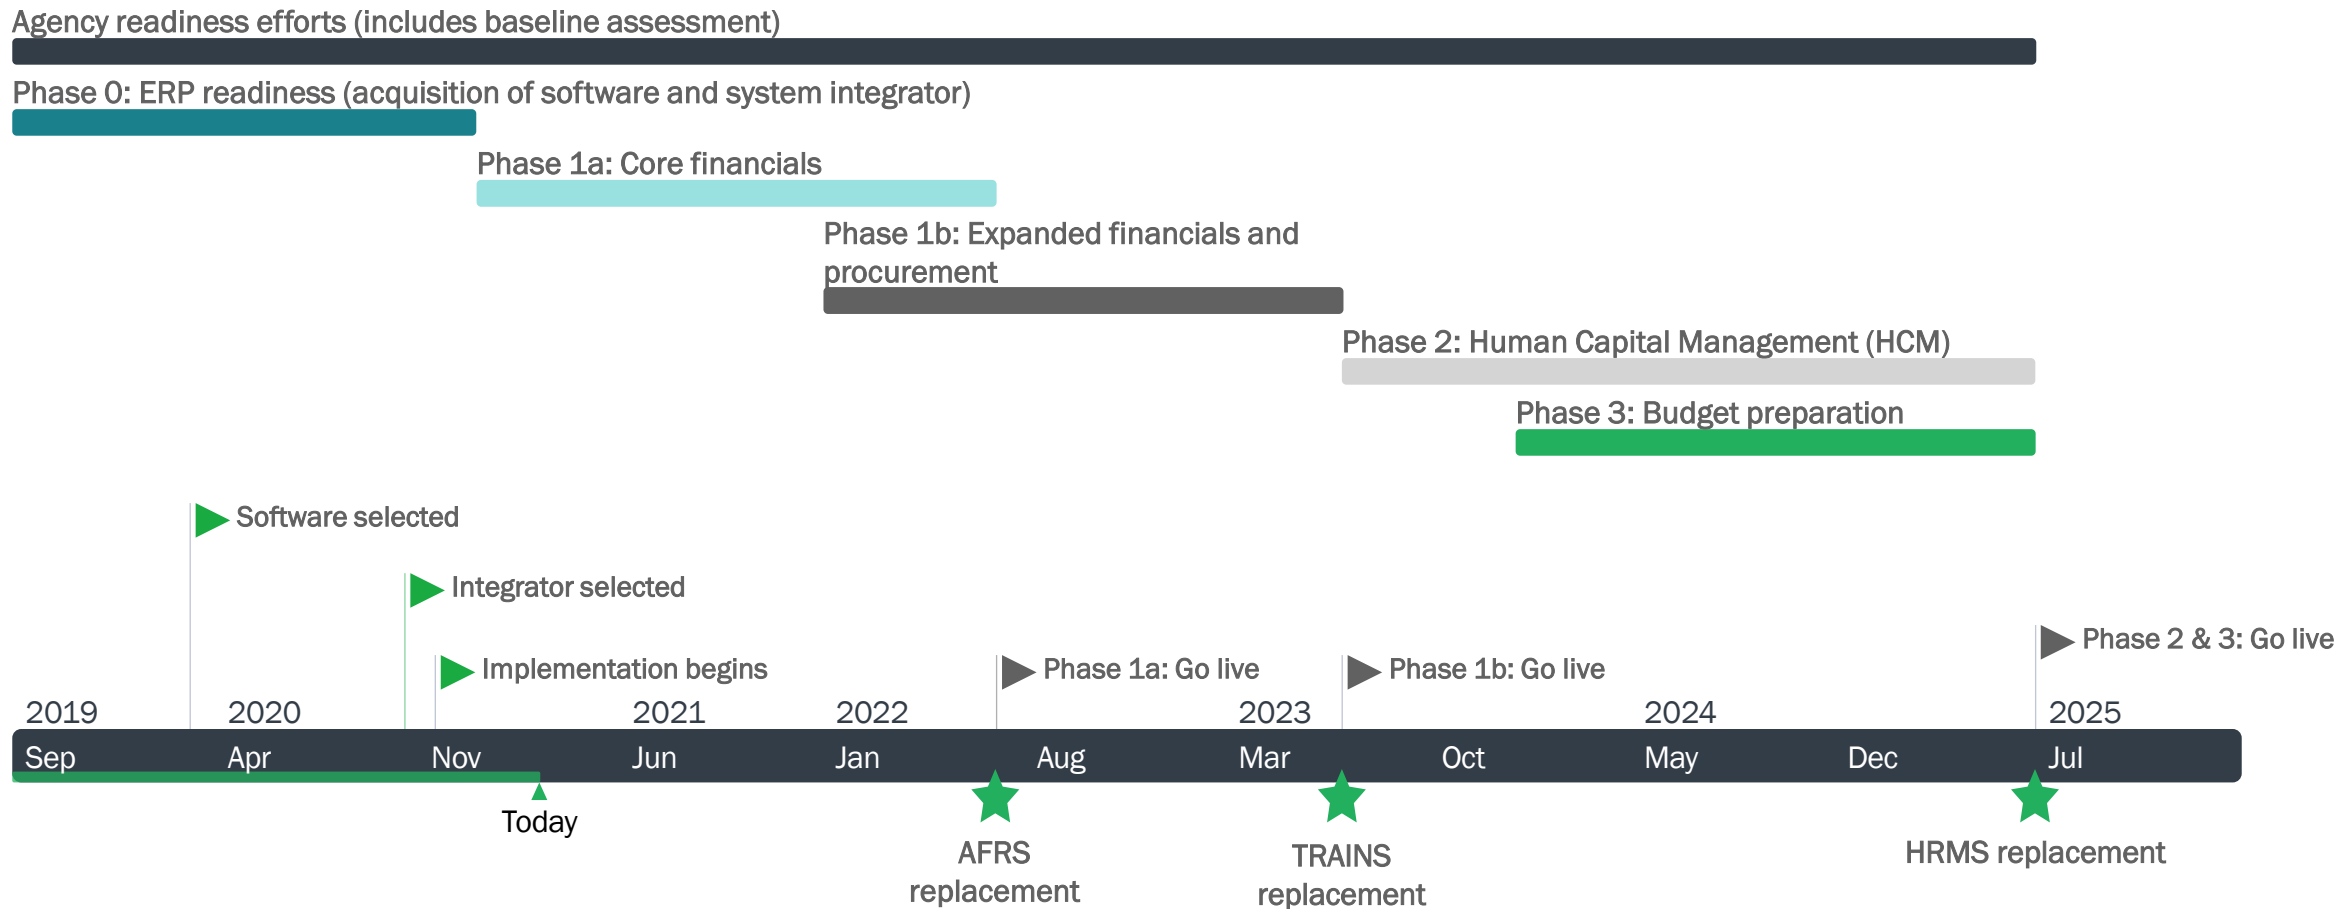 Agency readiness efforts (includes baseline assessment)
Phase 0: ERP readiness (acquisition of software and system integrator)
Phase 1a: Core financials
Phase 1b: Expanded financials and
procurement
Phase 2: Human Capital Management (HCM)
Phase 3: Budget preparation
Software selected
Integrator selected
Implementation begins
Phase 1a: Go live
Phase 1b: Go live
Phase 2 & 3: Go live
2019 2020 2021 2022 2023 2024 2025
Sep Apr Nov Jun Jan Aug Mar Oct May Dec Jul
Today
AFRS
replacement
TRAINS
replacement
HRMS replacement